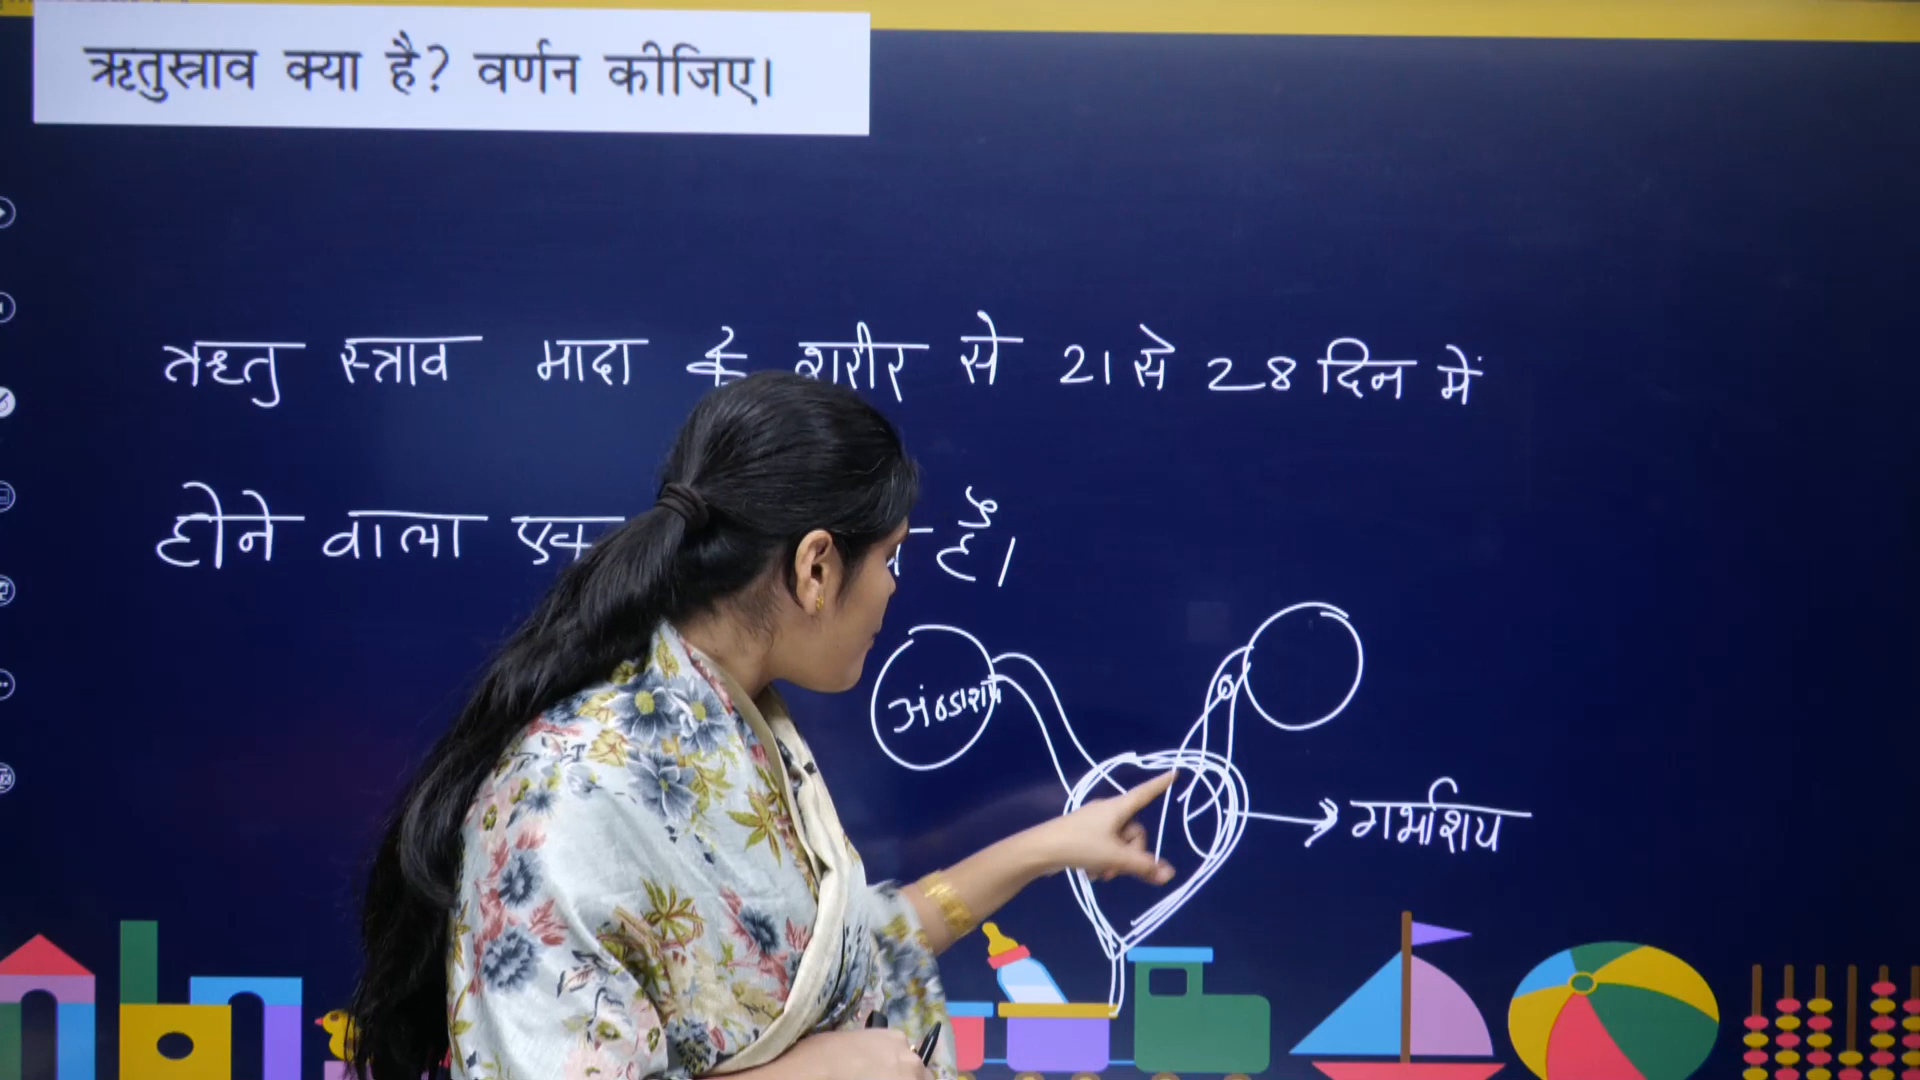 ऋतुस्राव क्या है? वर्णन कीजिए।
ऋतु स्त्राव मादा के शरीर से 21 से 28 दिन में
होने वाला एक है।
अंडाशय
गर्भाशय